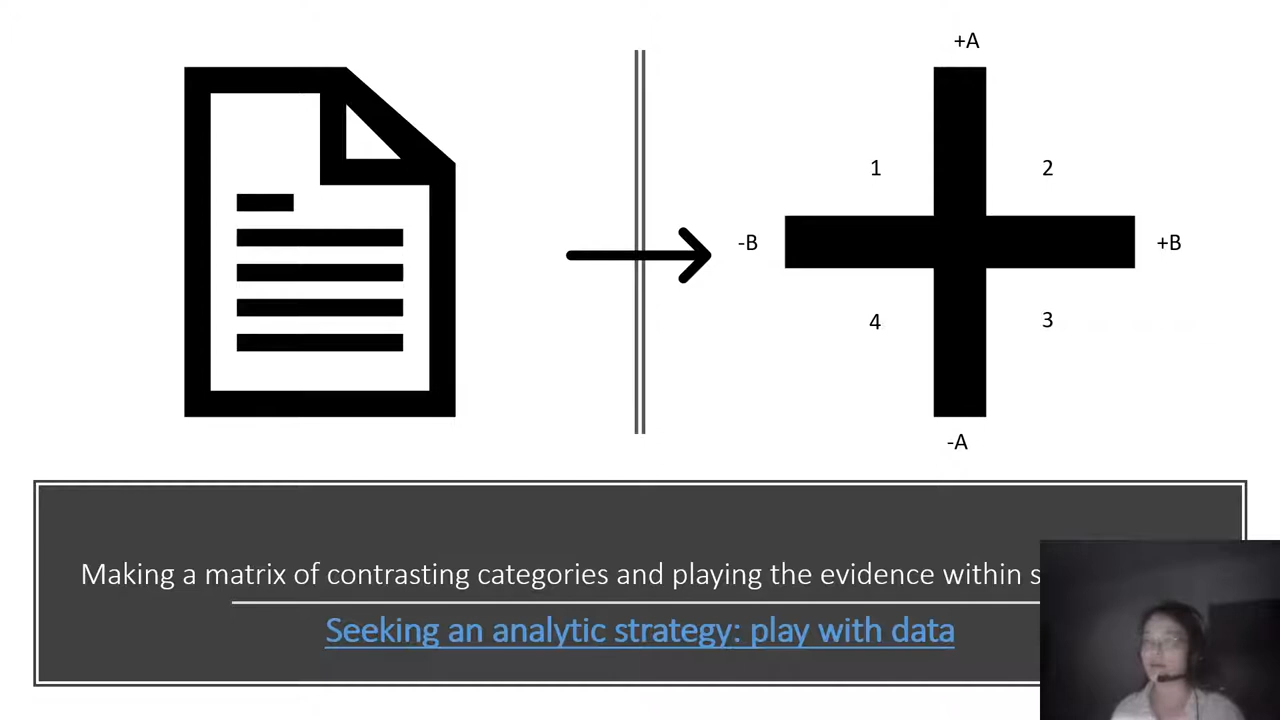 +A
1
2
-B
+B
4
3
-A
Making a matrix of contrasting categories and playing the evidence within
Seeking an analytic strategy: play with data